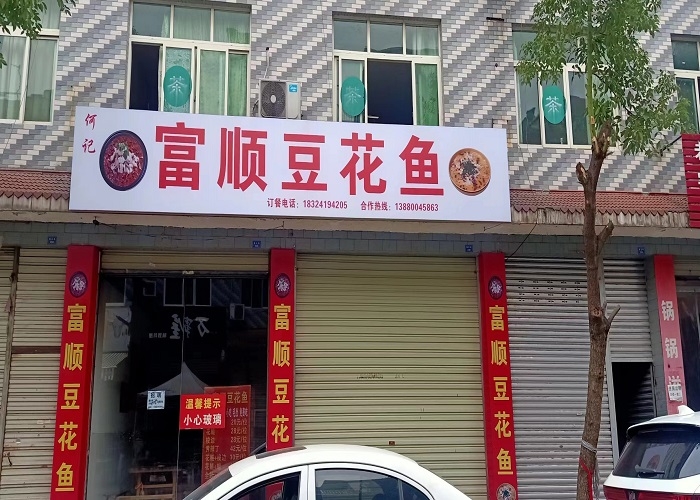 茶
茶
茶
何记
富顺豆花鱼
订餐电话：18324194205 合作热线：13880045863
富顺豆花鱼
富顺豆花鱼
富顺豆花鱼
温馨提示
小心玻璃
豆花鱼
锅锅